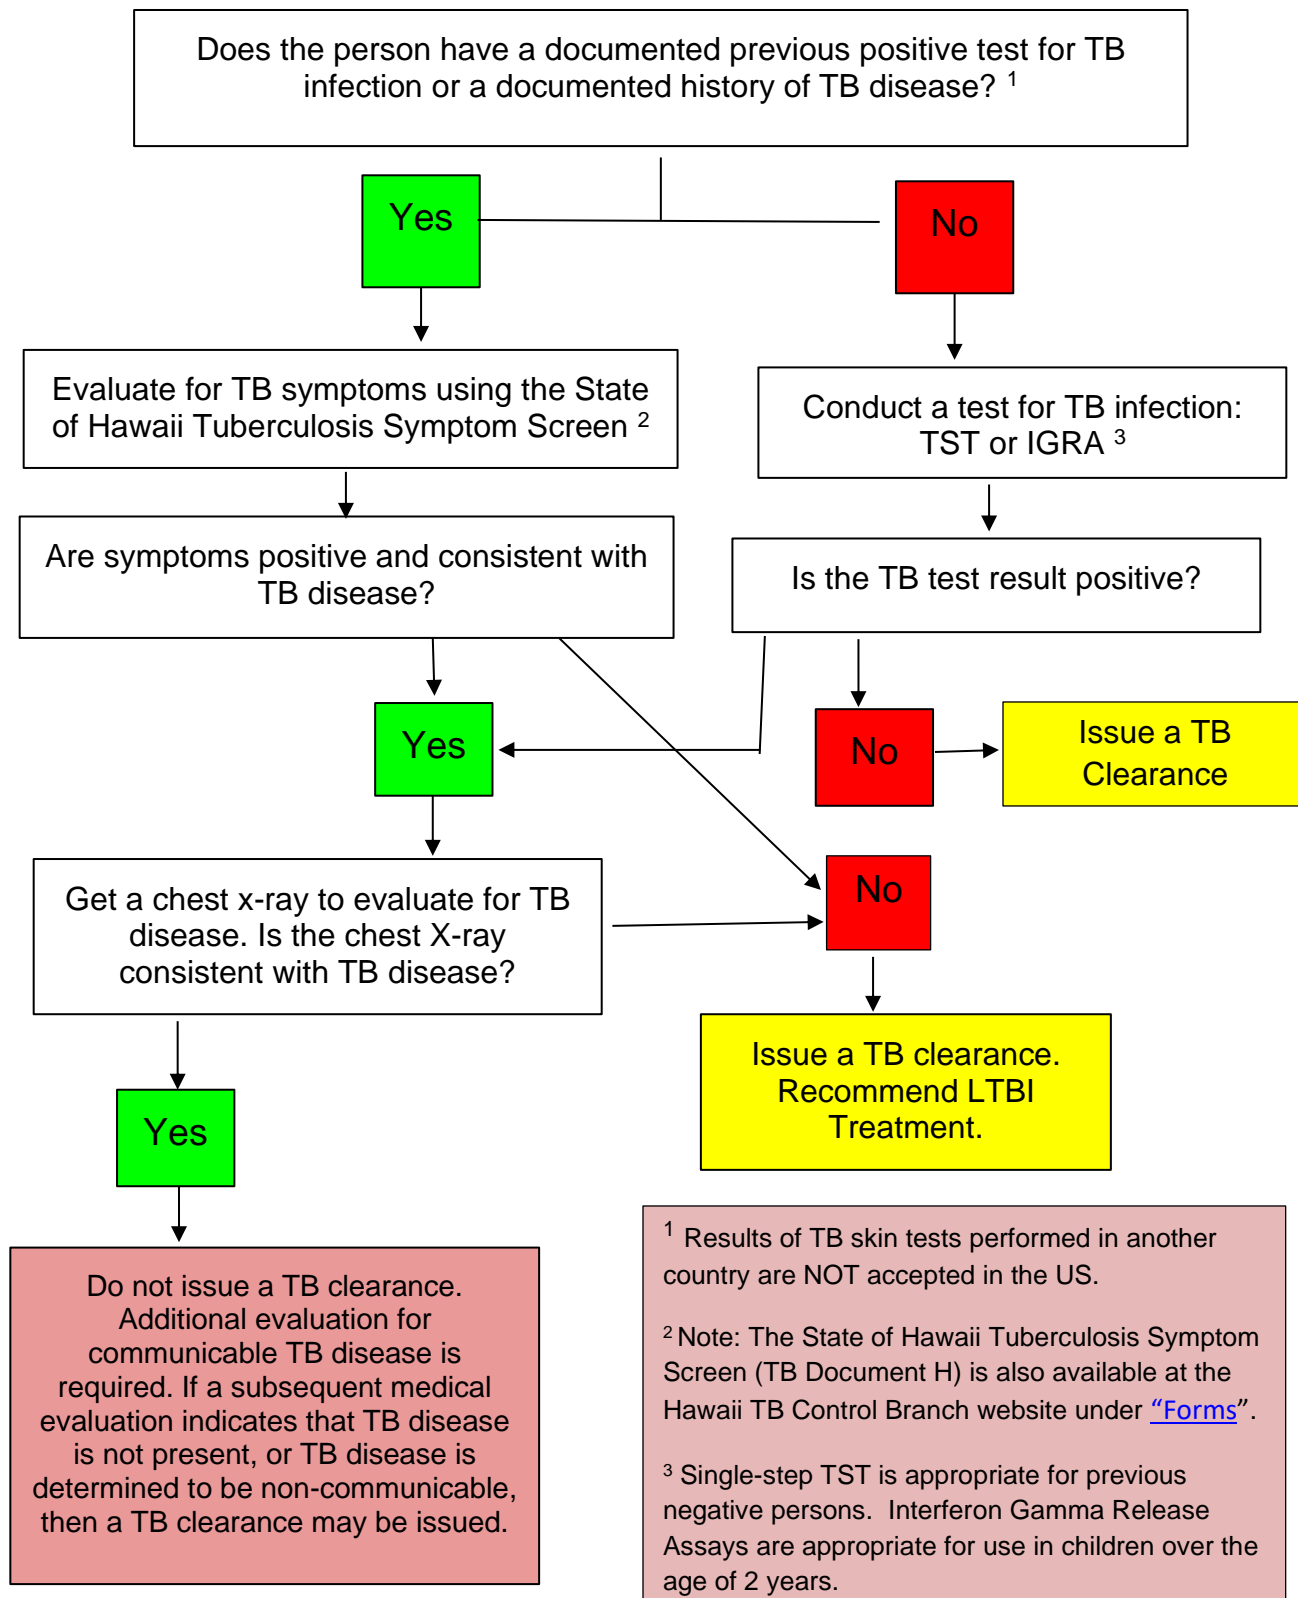 Does the person have a documented previous positive test for TB
infection or a documented history of TB disease? 1
Yes
No
Evaluate for TB symptoms using the State
of Hawaii Tuberculosis Symptom Screen 2
Conduct a test for TB infection:
TST or IGRA 3
Are symptoms positive and consistent with
TB disease?
Is the TB test result positive?
Yes
No
Issue a TB
Clearance
Get a chest x-ray to evaluate for TB
disease. Is the chest X-ray
consistent with TB disease?
No
Issue a TB clearance.
Recommend LTBI
Treatment.
Yes
Do not issue a TB clearance.
Additional evaluation for
communicable TB disease is
required. If a subsequent medical
evaluation indicates that TB disease
is not present, or TB disease is
determined to be non-communicable,
then a TB clearance may be issued.
1 Results of TB skin tests performed in another
country are NOT accepted in the US.
2 Note: The State of Hawaii Tuberculosis Symptom
Screen (TB Document H) is also available at the
Hawaii TB Control Branch website under “Forms”.
3 Single-step TST is appropriate for previous
negative persons.  Interferon Gamma Release
Assays are appropriate for use in children over the
age of 2 years.